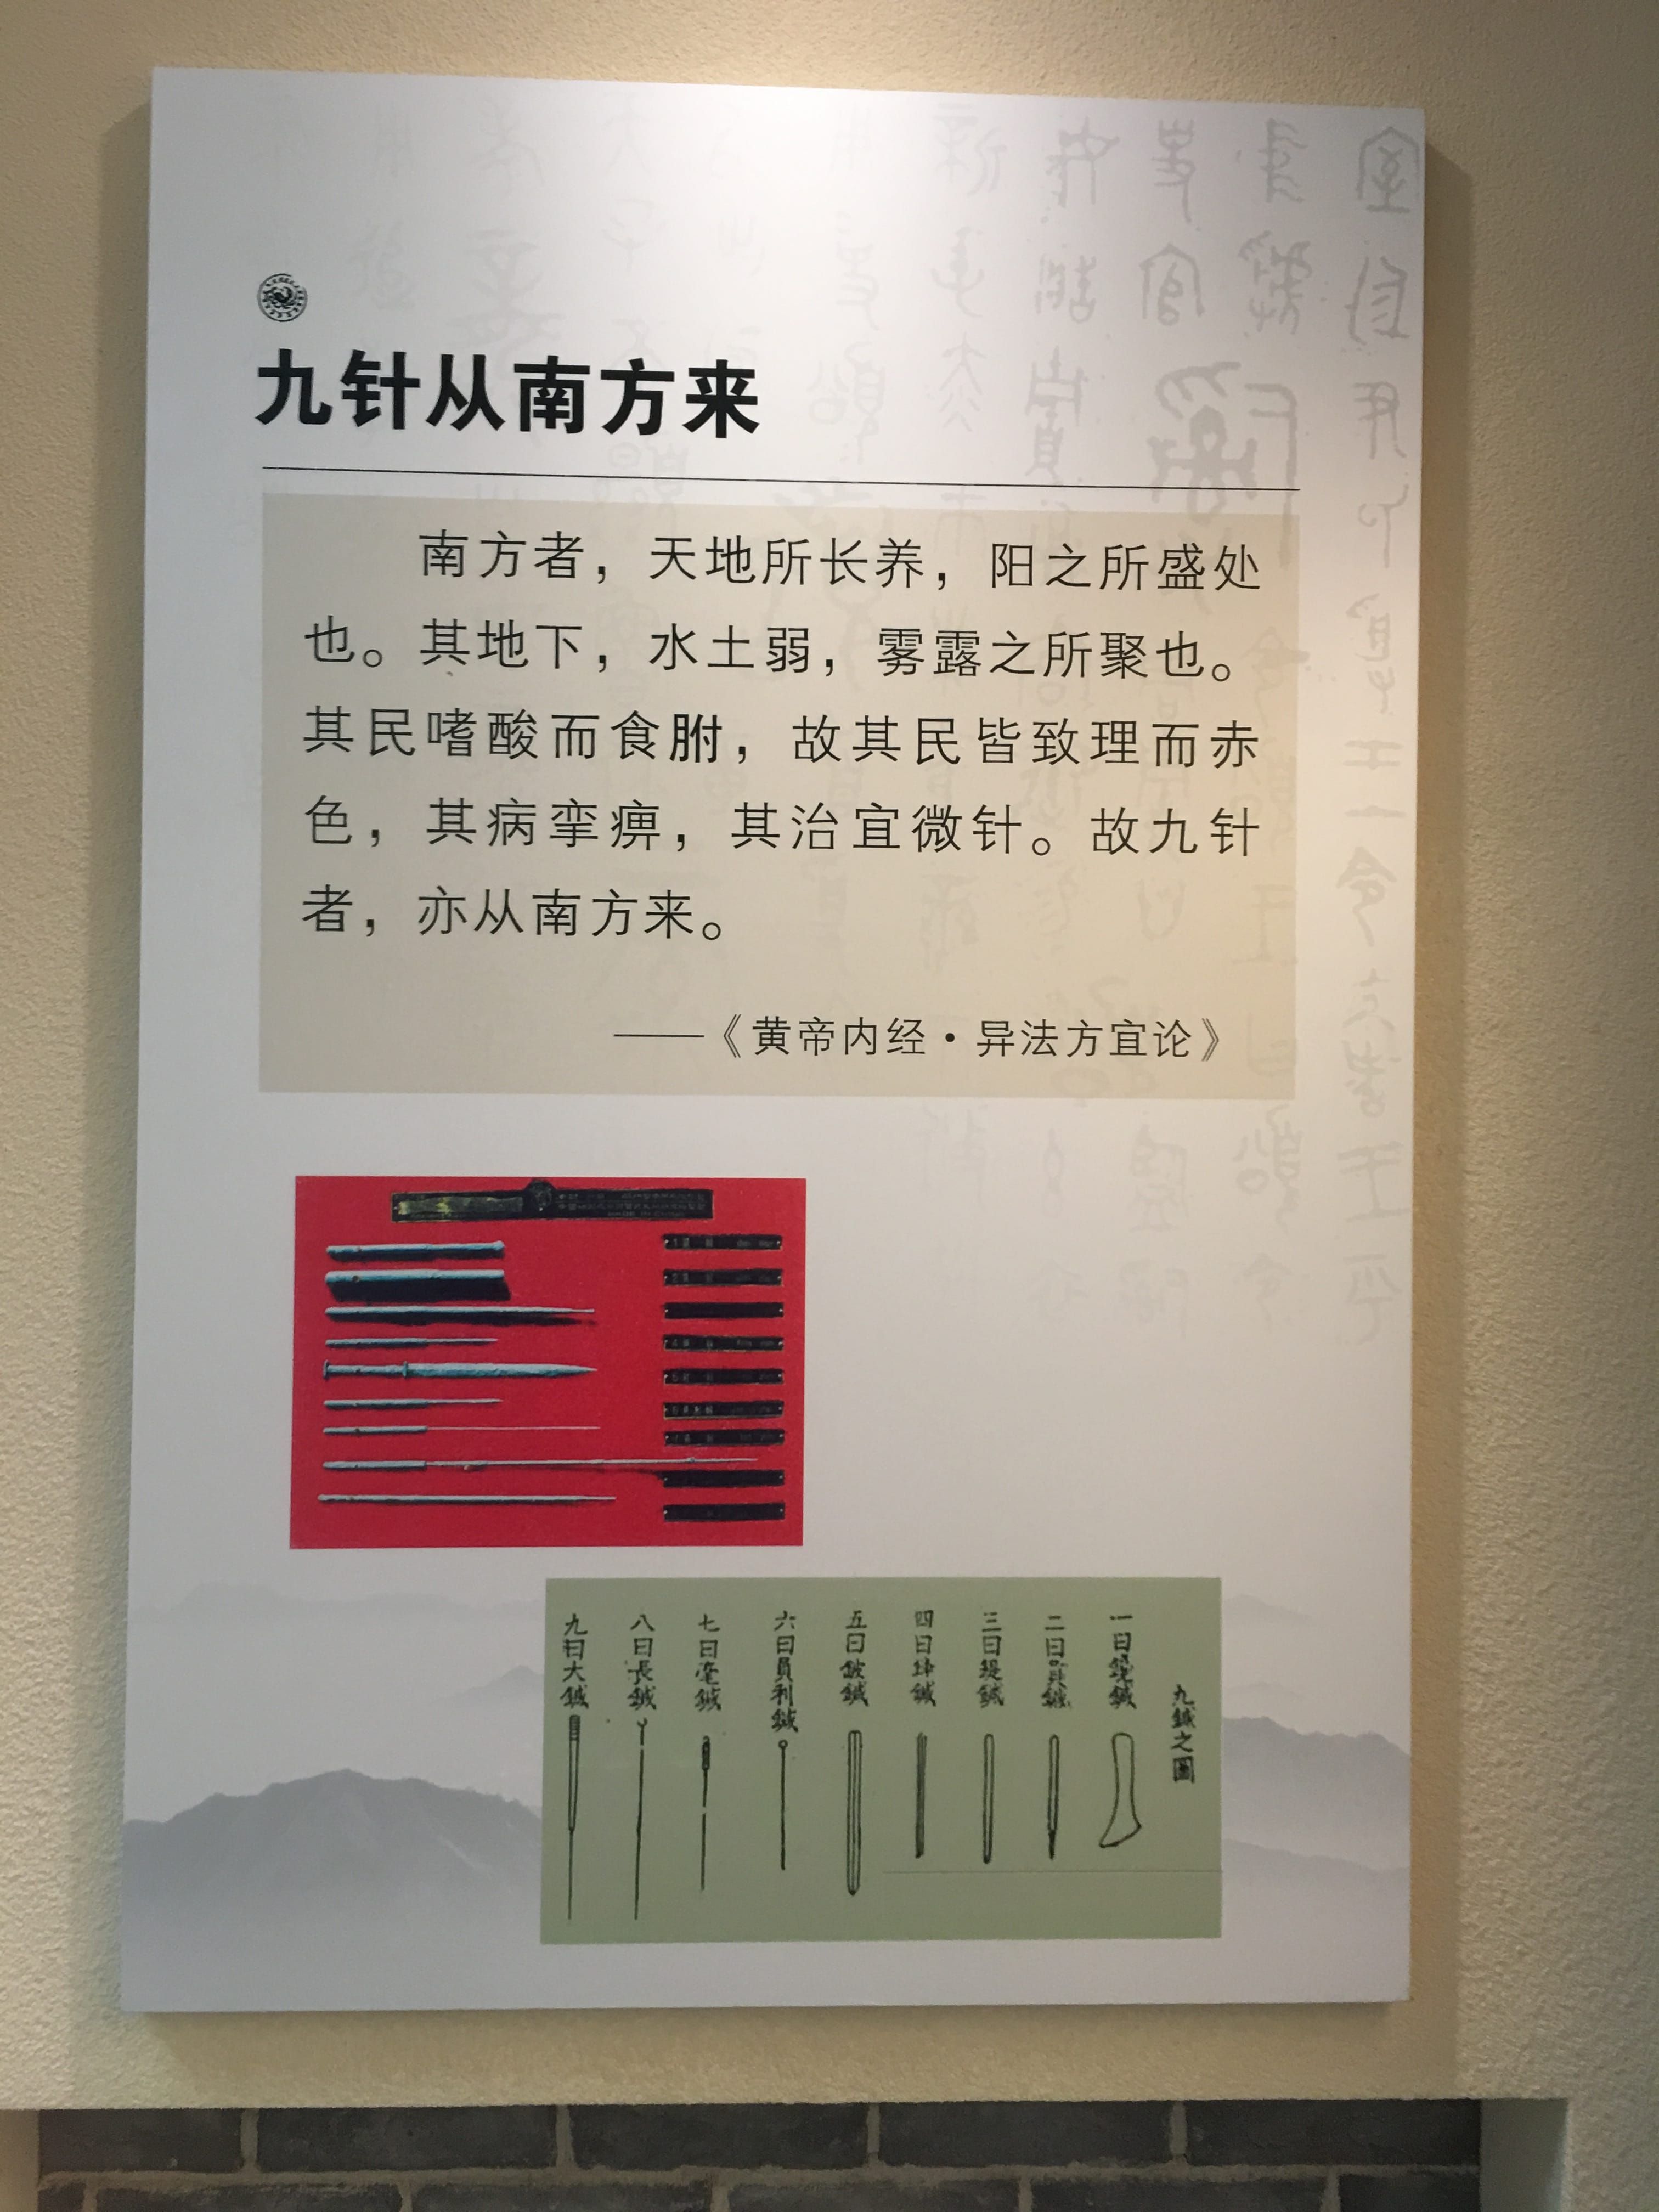 九针从南方来
南方者，天地所长养，阳之所盛处
也。其地下，水土弱，雾露之所聚也。
其民嗜酸而食胕，故其民皆致理而赤
色，其病挛痹，其治宜微针。故九针
者，亦从南方来。
——《黄帝内经·异法方宜论》
九鍼之圖
一曰鑱鍼
二曰員鍼
三曰鍉鍼
四曰鋒鍼
五曰鈹鍼
六曰員利鍼
七曰毫鍼
八曰長鍼
九曰大鍼